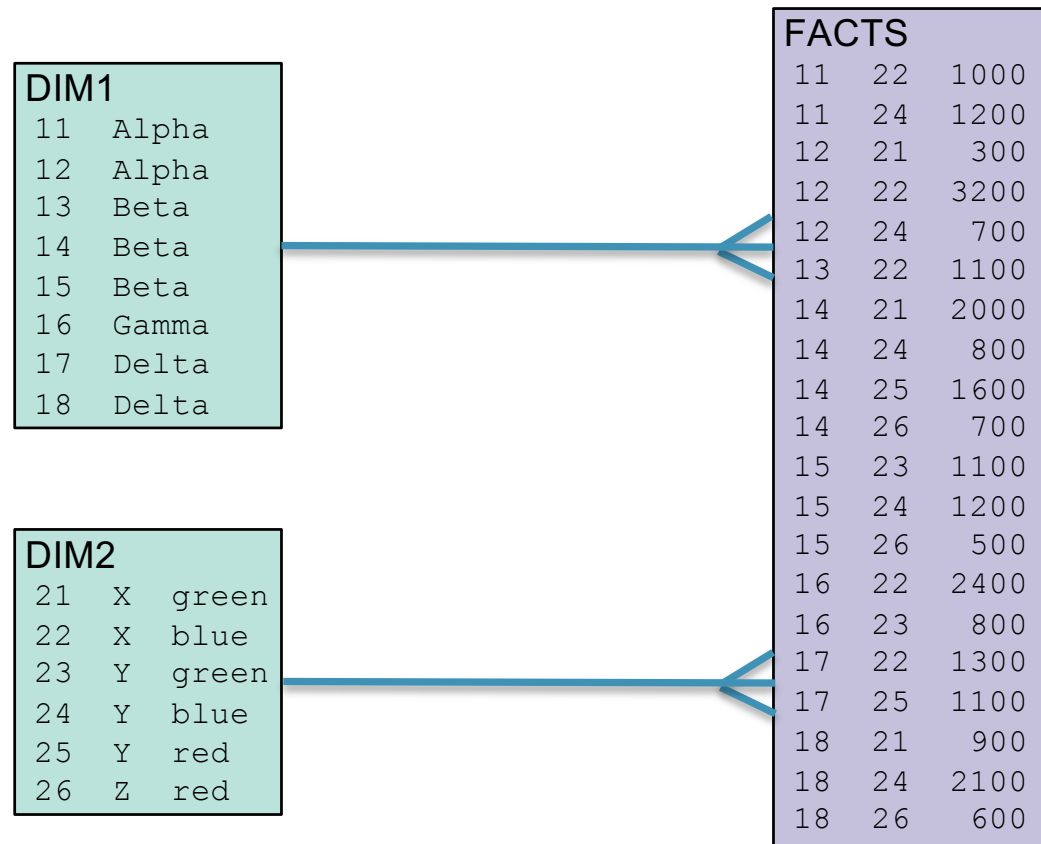 DIM1
11 Alpha
12 Alpha
13 Beta
14 Beta
15 Beta
16 Gamma
17 Delta
18 Delta
DIM2
21 X green
22 X blue
23 Y green
24 Y blue
25 Y red
26 Z red
FACTS
11 22 1000
11 24 1200
12 21 300
12 22 3200
12 24 700
13 22 1100
14 21 2000
14 24 800
14 25 1600
14 26 700
15 23 1100
15 24 1200
15 26 500
16 22 2400
16 23 800
17 22 1300
17 25 1100
18 21 900
18 24 2100
18 26 600